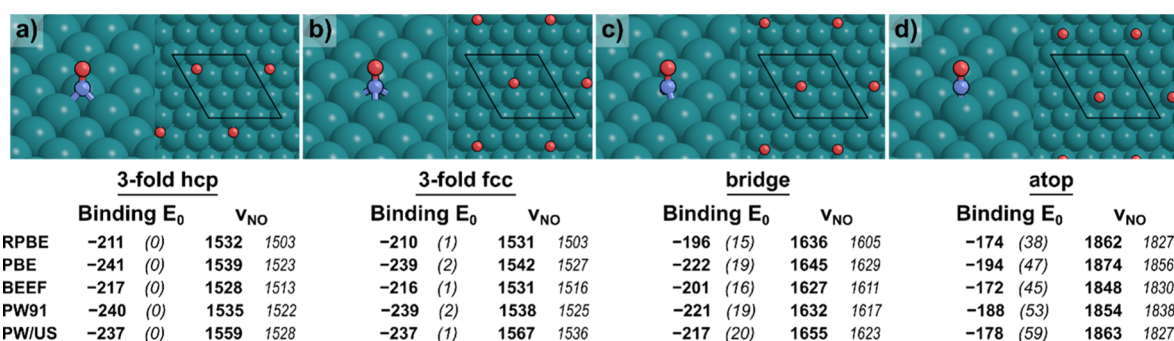 a) b) c) d)
3-fold hcp 3-fold fcc bridge atop
Binding E₀ νNO Binding E₀ νNO Binding E₀ νNO Binding E₀ νNO
RPBE −211 (0) 1532 1503 −210 (1) 1531 1503 −196 (15) 1636 1605 −174 (38) 1862 1827
PBE −241 (0) 1539 1523 −239 (2) 1542 1527 −222 (19) 1645 1629 −194 (47) 1874 1856
BEEF −217 (0) 1528 1513 −216 (1) 1531 1516 −201 (16) 1627 1611 −172 (45) 1848 1830
PW91 −240 (0) 1535 1522 −239 (2) 1538 1525 −221 (19) 1632 1617 −188 (53) 1854 1838
PW/US −237 (0) 1559 1528 −237 (1) 1567 1536 −217 (20) 1655 1623 −178 (59) 1863 1827